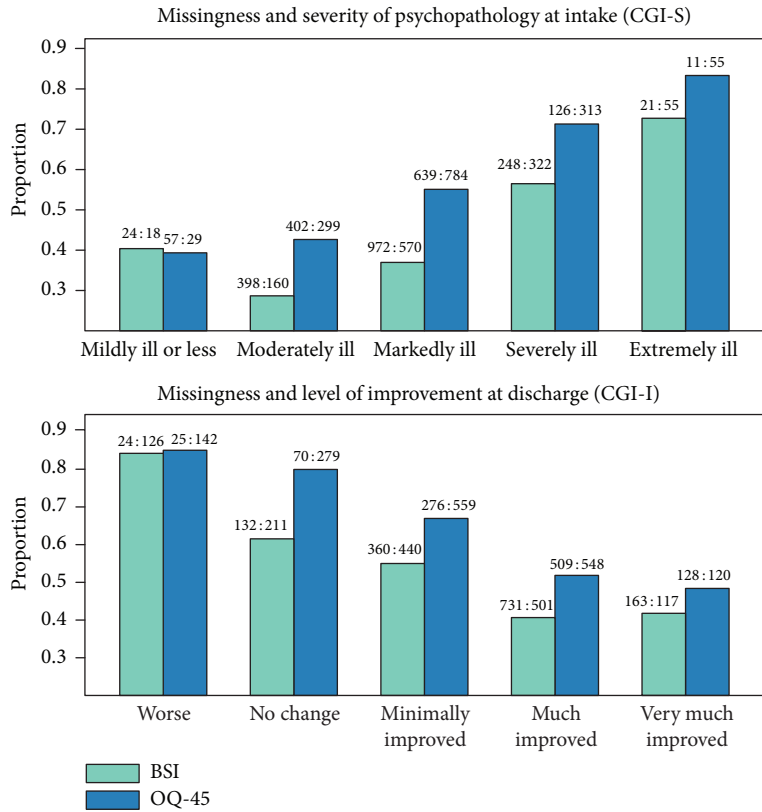 Missingness and severity of psychopathology at intake (CGI-S)
Proportion
0.9
0.8
0.7
0.6
0.5
0.4
0.3
24 : 18
57 : 29
398 : 160
402 : 299
972 : 570
639 : 784
248 : 322
126 : 313
21 : 55
11 : 55
Mildly ill or less
Moderately ill
Markedly ill
Severely ill
Extremely ill
Missingness and level of improvement at discharge (CGI-I)
Proportion
0.9
0.8
0.7
0.6
0.5
0.4
0.3
24 : 126
25 : 142
132 : 211
70 : 279
360 : 440
276 : 559
731 : 501
509 : 548
163 : 117
128 : 120
Worse
No change
Minimally
improved
Much
improved
Very much
improved
BSI
OQ-45